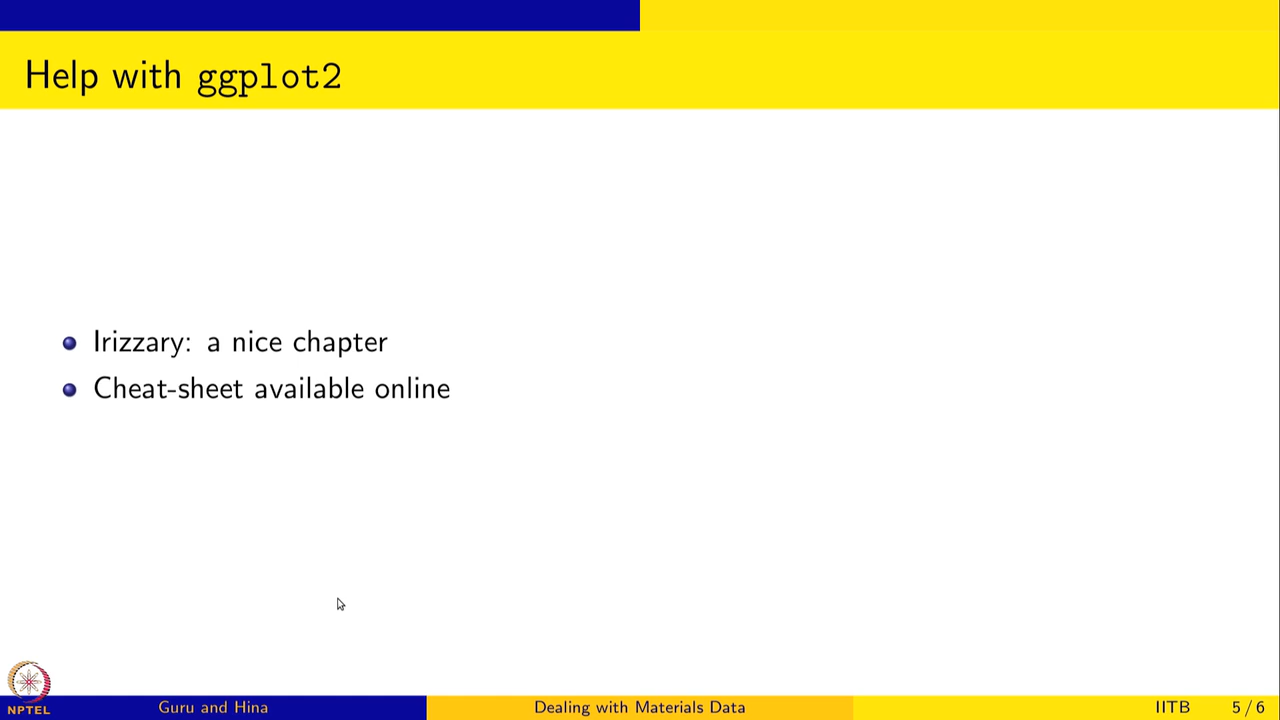 Help with ggplot2
Irizzary: a nice chapter
Cheat-sheet available online
NPTEL
Guru and Hina
Dealing with Materials Data
IITB
5 / 6